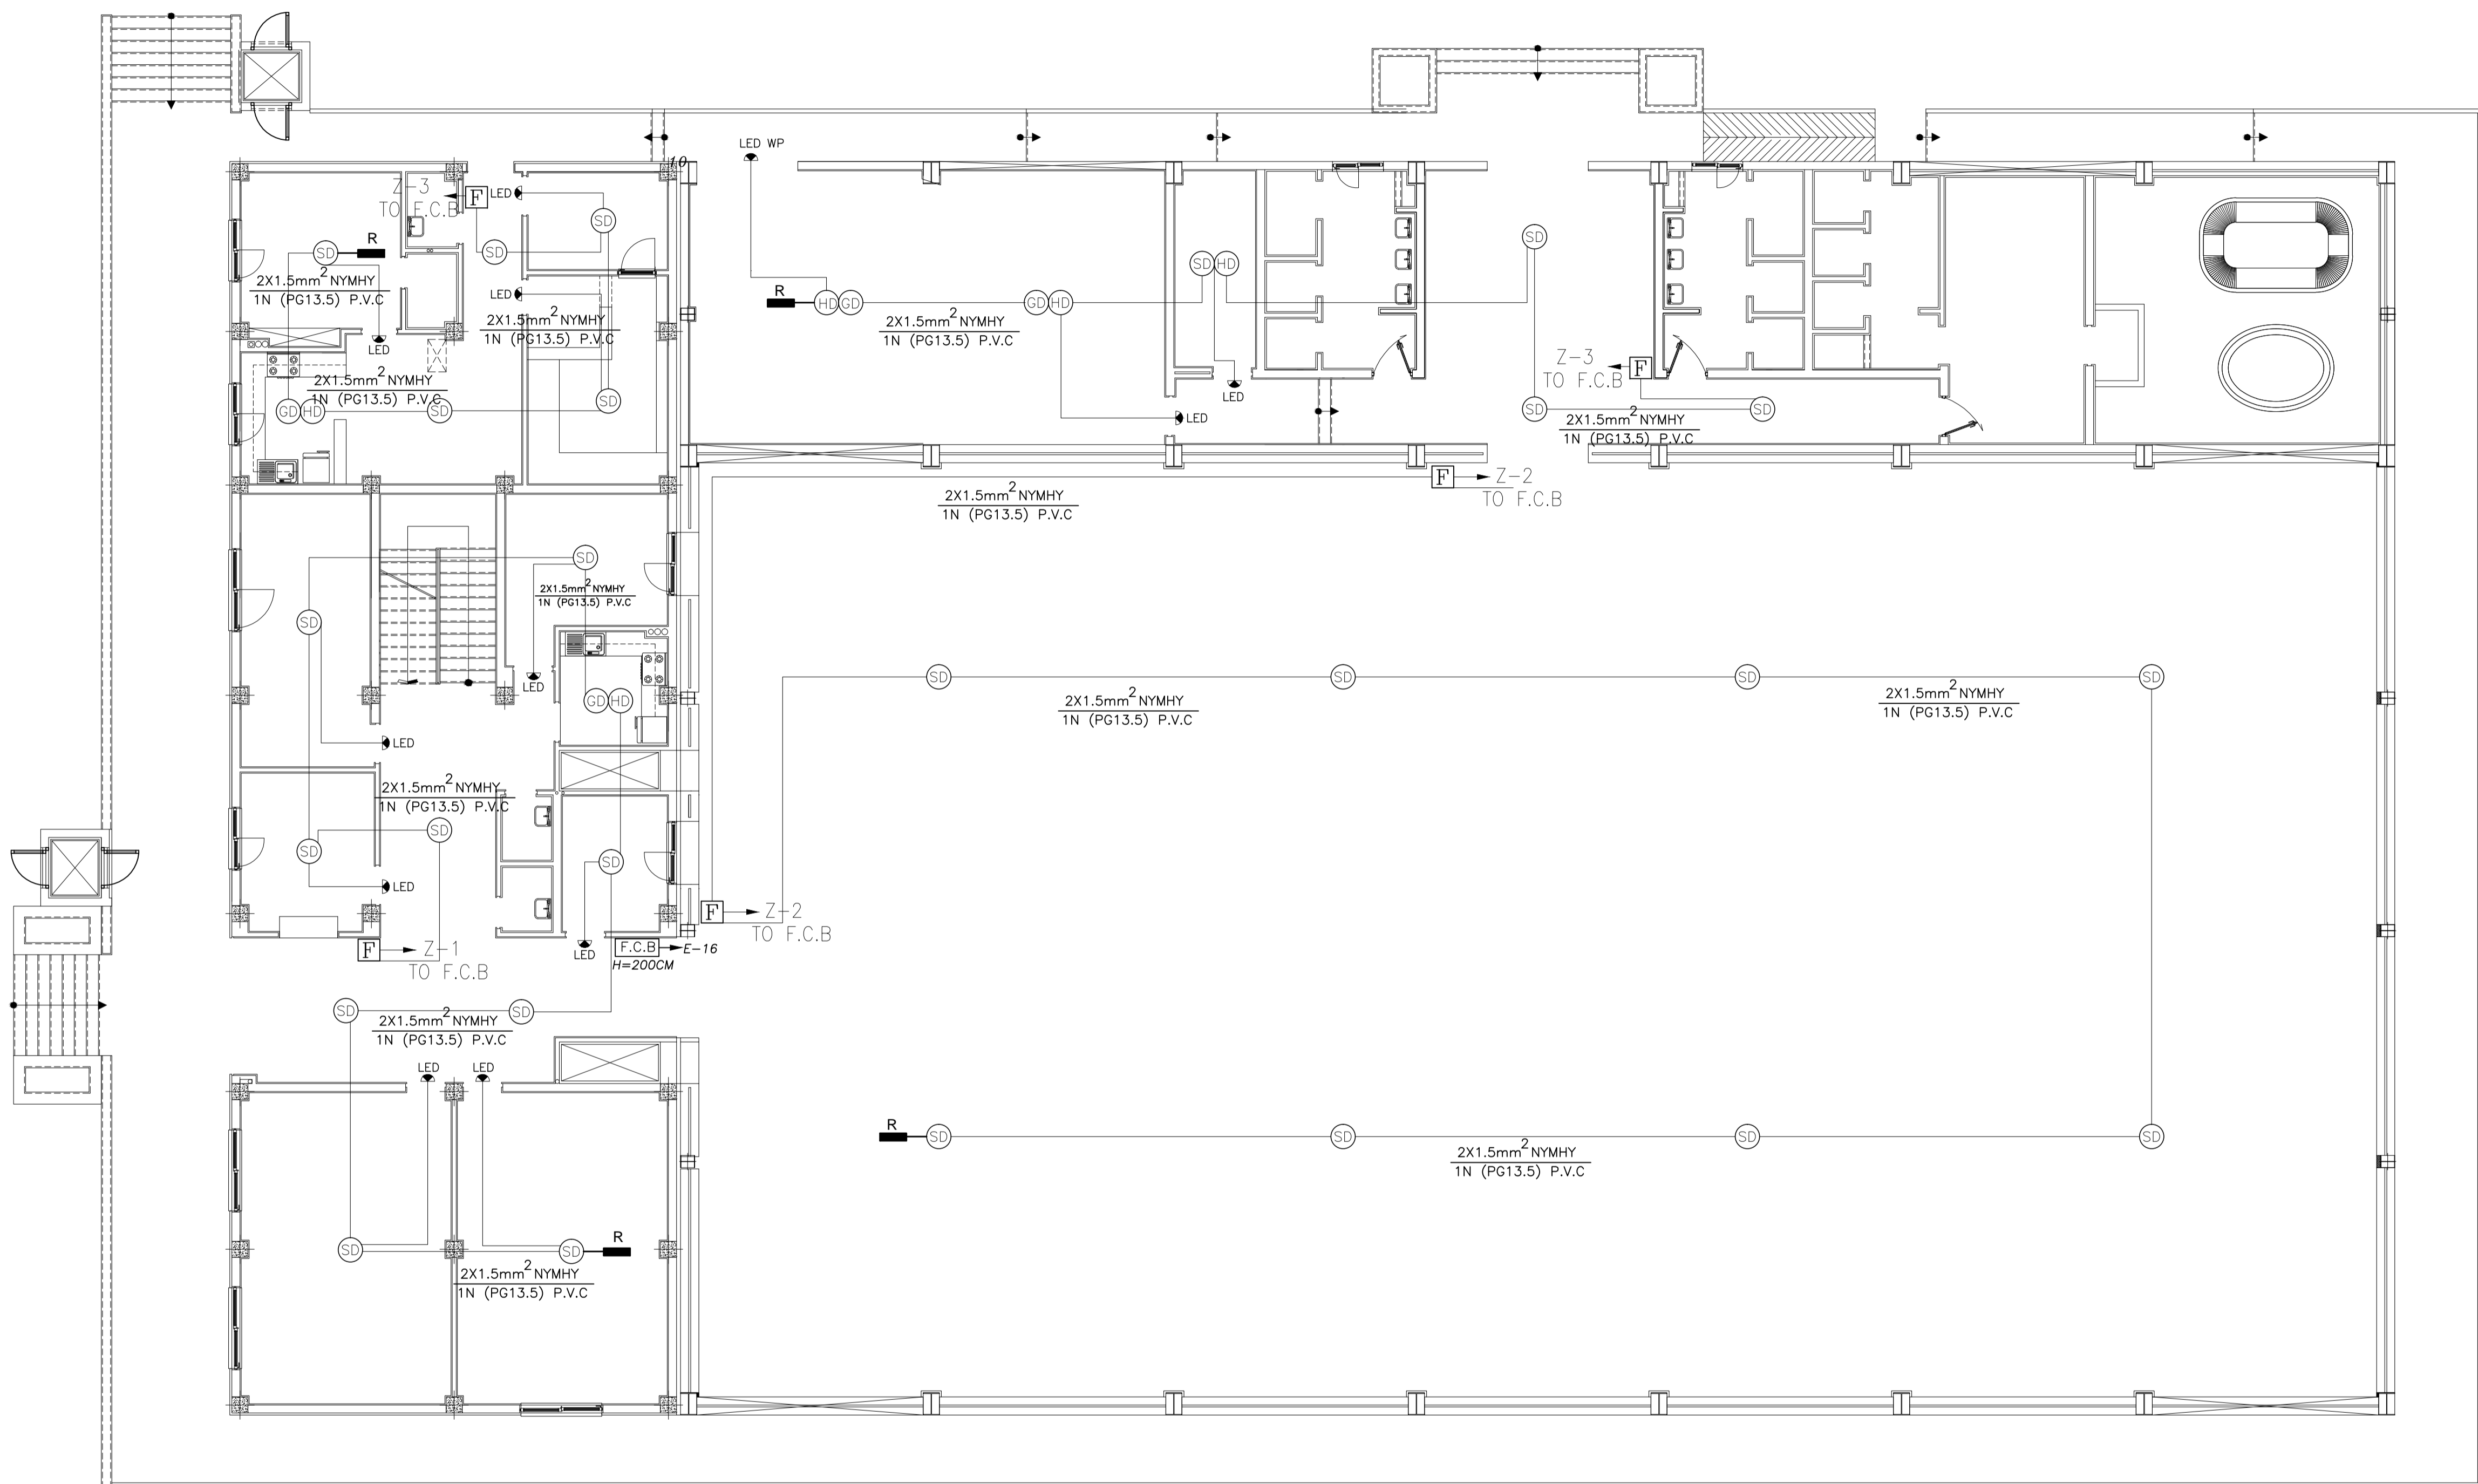 LED WP
10
Z-3
TO F.C.B
F
LED
SD
SD
R
SD
2X1.5mm² NYMHY
1N (PG13.5) P.V.C
LED
2X1.5mm² NYMHY
1N (PG13.5) P.V.C
LED
2X1.5mm² NYMHY
1N (PG13.5) P.V.C
GD
HD
SD
SD
R
HD
GD
2X1.5mm² NYMHY
1N (PG13.5) P.V.C
GD
HD
SD
HD
LED
LED
SD
Z-3
TO F.C.B
F
SD
SD
2X1.5mm² NYMHY
1N (PG13.5) P.V.C
2X1.5mm² NYMHY
1N (PG13.5) P.V.C
F
Z-2
TO F.C.B
SD
2X1.5mm² NYMHY
1N (PG13.5) P.V.C
SD
LED
GD
HD
LED
2X1.5mm² NYMHY
1N (PG13.5) P.V.C
SD
SD
SD
LED
F
Z-1
TO F.C.B
LED
F.C.B
E-16
H=200CM
F
Z-2
TO F.C.B
SD
SD
SD
SD
2X1.5mm² NYMHY
1N (PG13.5) P.V.C
2X1.5mm² NYMHY
1N (PG13.5) P.V.C
SD
SD
2X1.5mm² NYMHY
1N (PG13.5) P.V.C
LED
LED
R
SD
SD
SD
SD
2X1.5mm² NYMHY
1N (PG13.5) P.V.C
SD
SD
R
2X1.5mm² NYMHY
1N (PG13.5) P.V.C